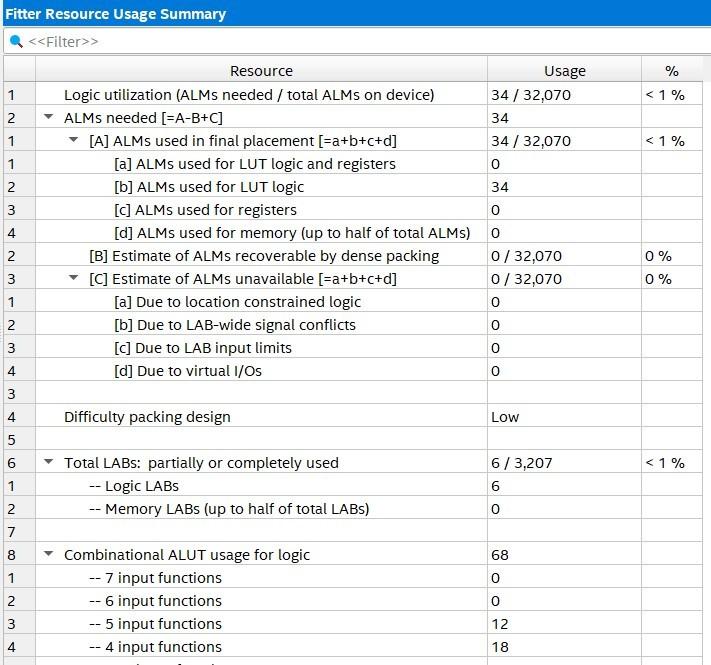 Fitter Resource Usage Summary
<<Filter>>
Resource Usage %
1 Logic utilization (ALMs needed / total ALMs on device) 34 / 32,070 < 1 %
2 ALMs needed [=A-B+C] 34
1 [A] ALMs used in final placement [=a+b+c+d] 34 / 32,070 < 1 %
1 [a] ALMs used for LUT logic and registers 0
2 [b] ALMs used for LUT logic 34
3 [c] ALMs used for registers 0
4 [d] ALMs used for memory (up to half of total ALMs) 0
2 [B] Estimate of ALMs recoverable by dense packing 0 / 32,070 0 %
3 [C] Estimate of ALMs unavailable [=a+b+c+d] 0 / 32,070 0 %
1 [a] Due to location constrained logic 0
2 [b] Due to LAB-wide signal conflicts 0
3 [c] Due to LAB input limits 0
4 [d] Due to virtual I/Os 0
3
4 Difficulty packing design Low
5
6 Total LABs: partially or completely used 6 / 3,207 < 1 %
1 -- Logic LABs 6
2 -- Memory LABs (up to half of total LABs) 0
7
8 Combinational ALUT usage for logic 68
1 -- 7 input functions 0
2 -- 6 input functions 0
3 -- 5 input functions 12
4 -- 4 input functions 18